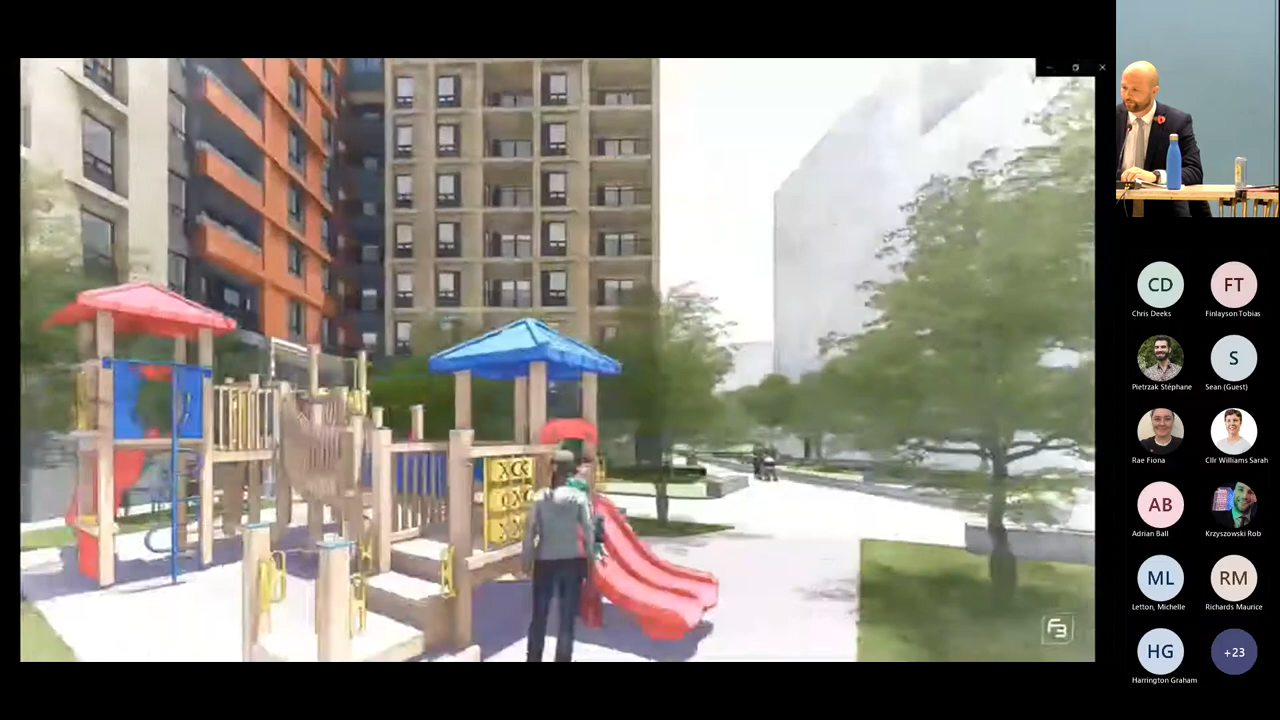 CD
FT
Chris Deeks
Finlayson Tobias
S
Pietrzak Stéphane
Sean (Guest)
Rae Fiona
Cllr Williams Sarah
AB
Adrian Ball
Krzyszowski Rob
ML
RM
Letton, Michelle
Richards Maurice
HG
+23
Harrington Graham
F3